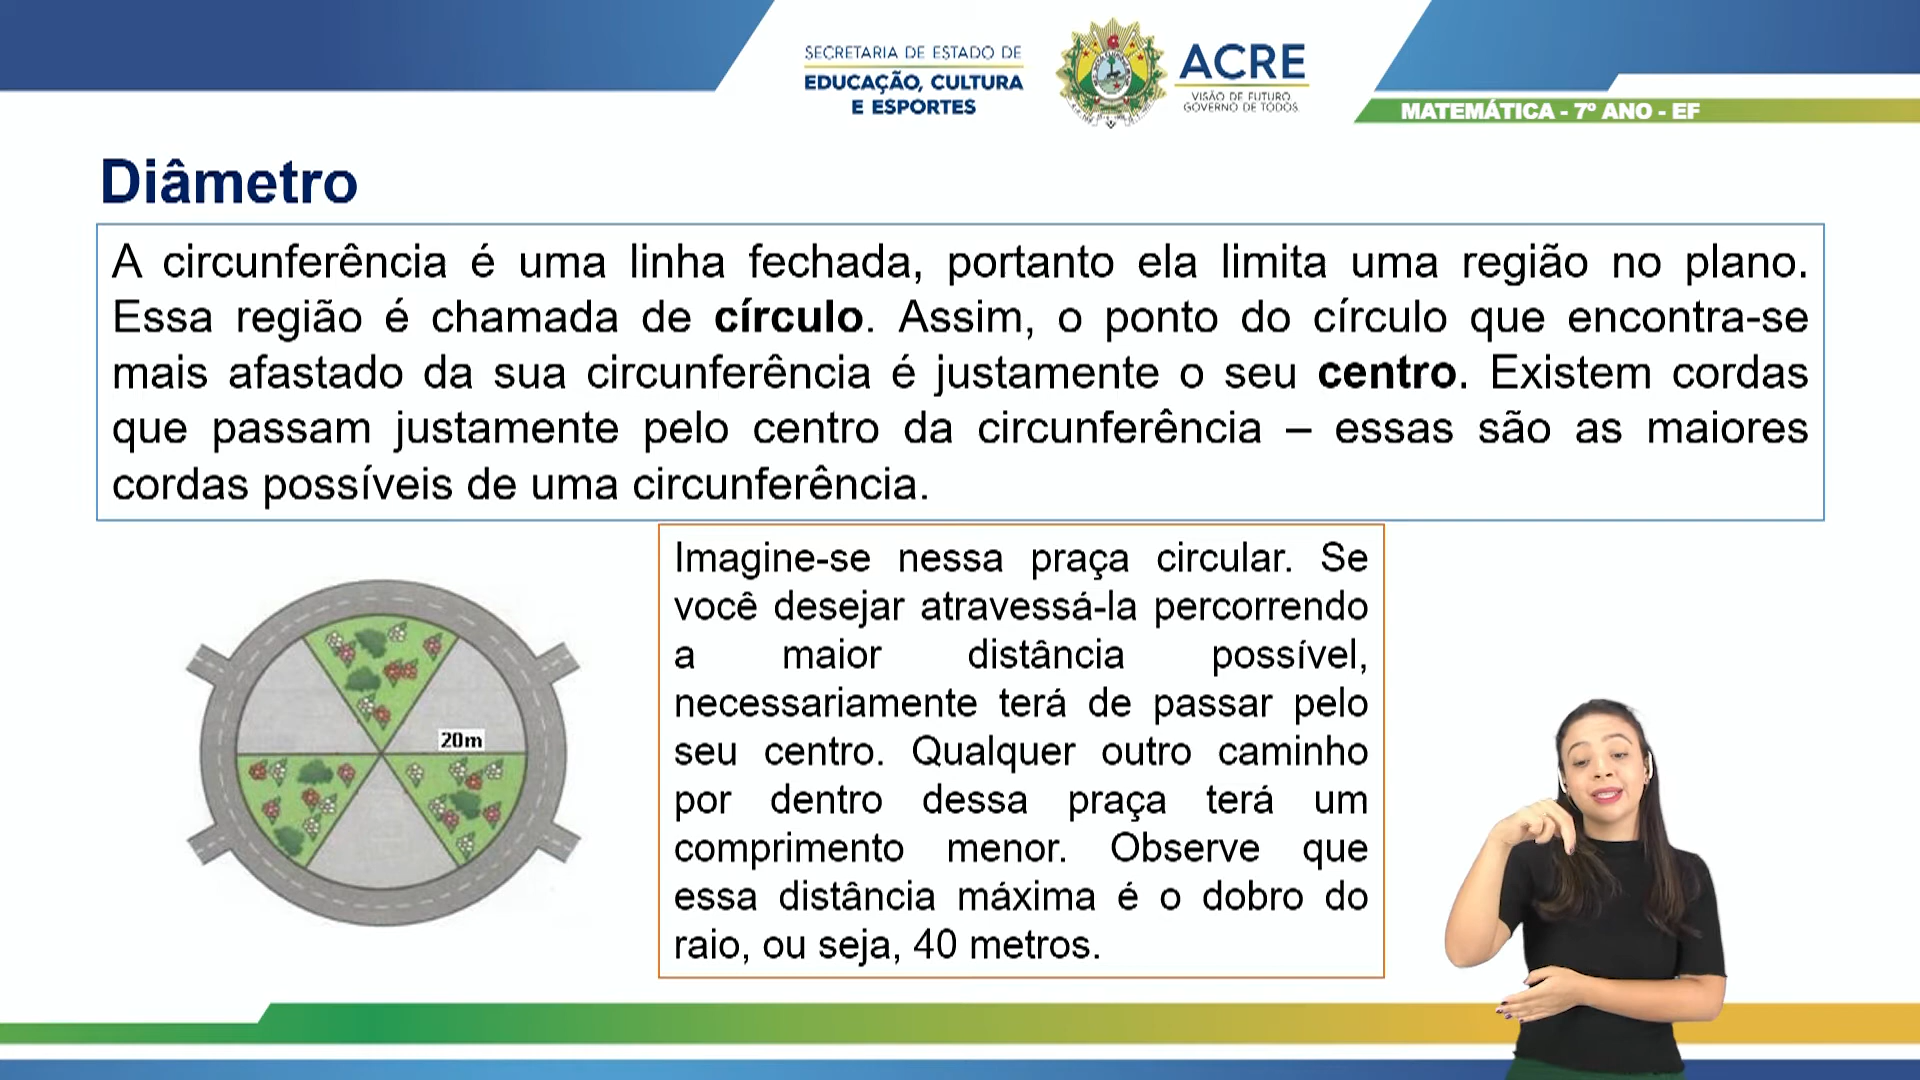 SECRETARIA DE ESTADO DE
EDUCAÇÃO, CULTURA
E ESPORTES
ACRE
VISÃO DE FUTURO.
GOVERNO DE TODOS.
MATEMÁTICA - 7º ANO - EF
Diâmetro
A circunferência é uma linha fechada, portanto ela limita uma região no plano.
Essa região é chamada de círculo. Assim, o ponto do círculo que encontra-se
mais afastado da sua circunferência é justamente o seu centro. Existem cordas
que passam justamente pelo centro da circunferência – essas são as maiores
cordas possíveis de uma circunferência.
20m
Imagine-se nessa praça circular. Se
você desejar atravessá-la percorrendo
a maior distância possível,
necessariamente terá de passar pelo
seu centro. Qualquer outro caminho
por dentro dessa praça terá um
comprimento menor. Observe que
essa distância máxima é o dobro do
raio, ou seja, 40 metros.